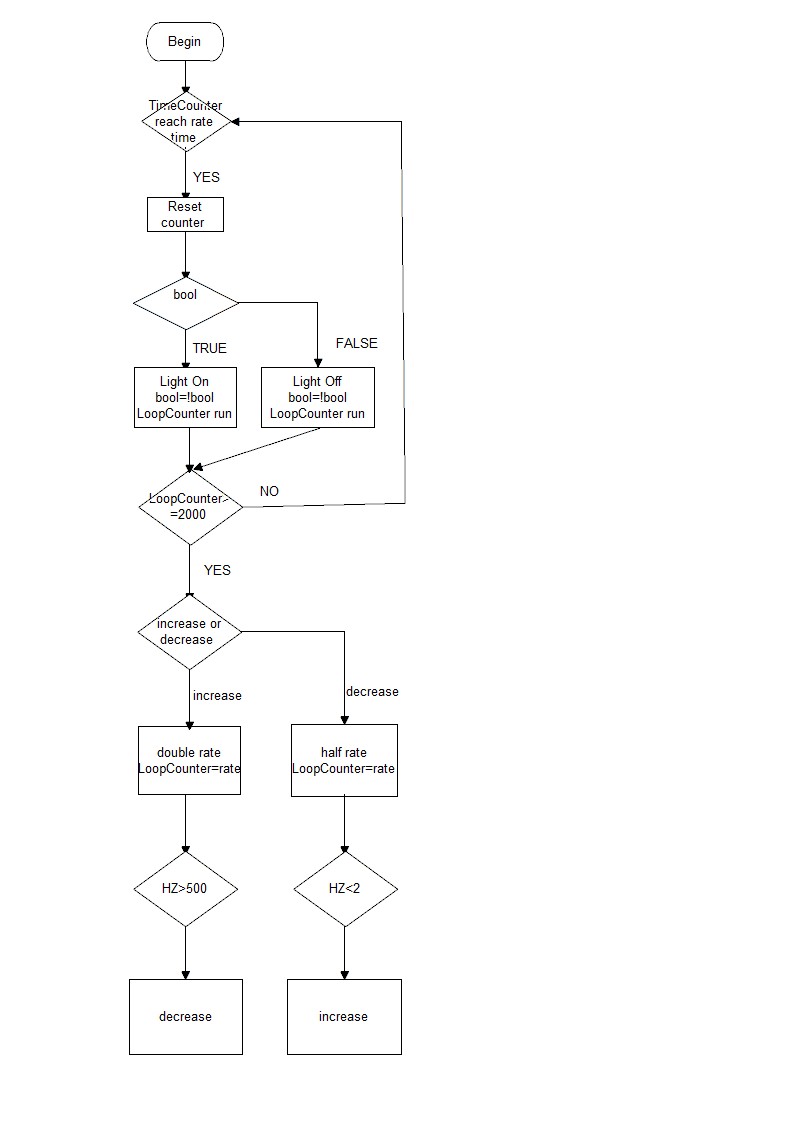 Begin
TimeCounter
reach rate
time
YES
Reset
counter
bool
TRUE
FALSE
Light On
bool=!bool
LoopCounter run
Light Off
bool=!bool
LoopCounter run
LoopCounter>
=2000
NO
YES
increase or
decrease
increase
decrease
double rate
LoopCounter=rate
half rate
LoopCounter=rate
HZ>500
HZ<2
decrease
increase